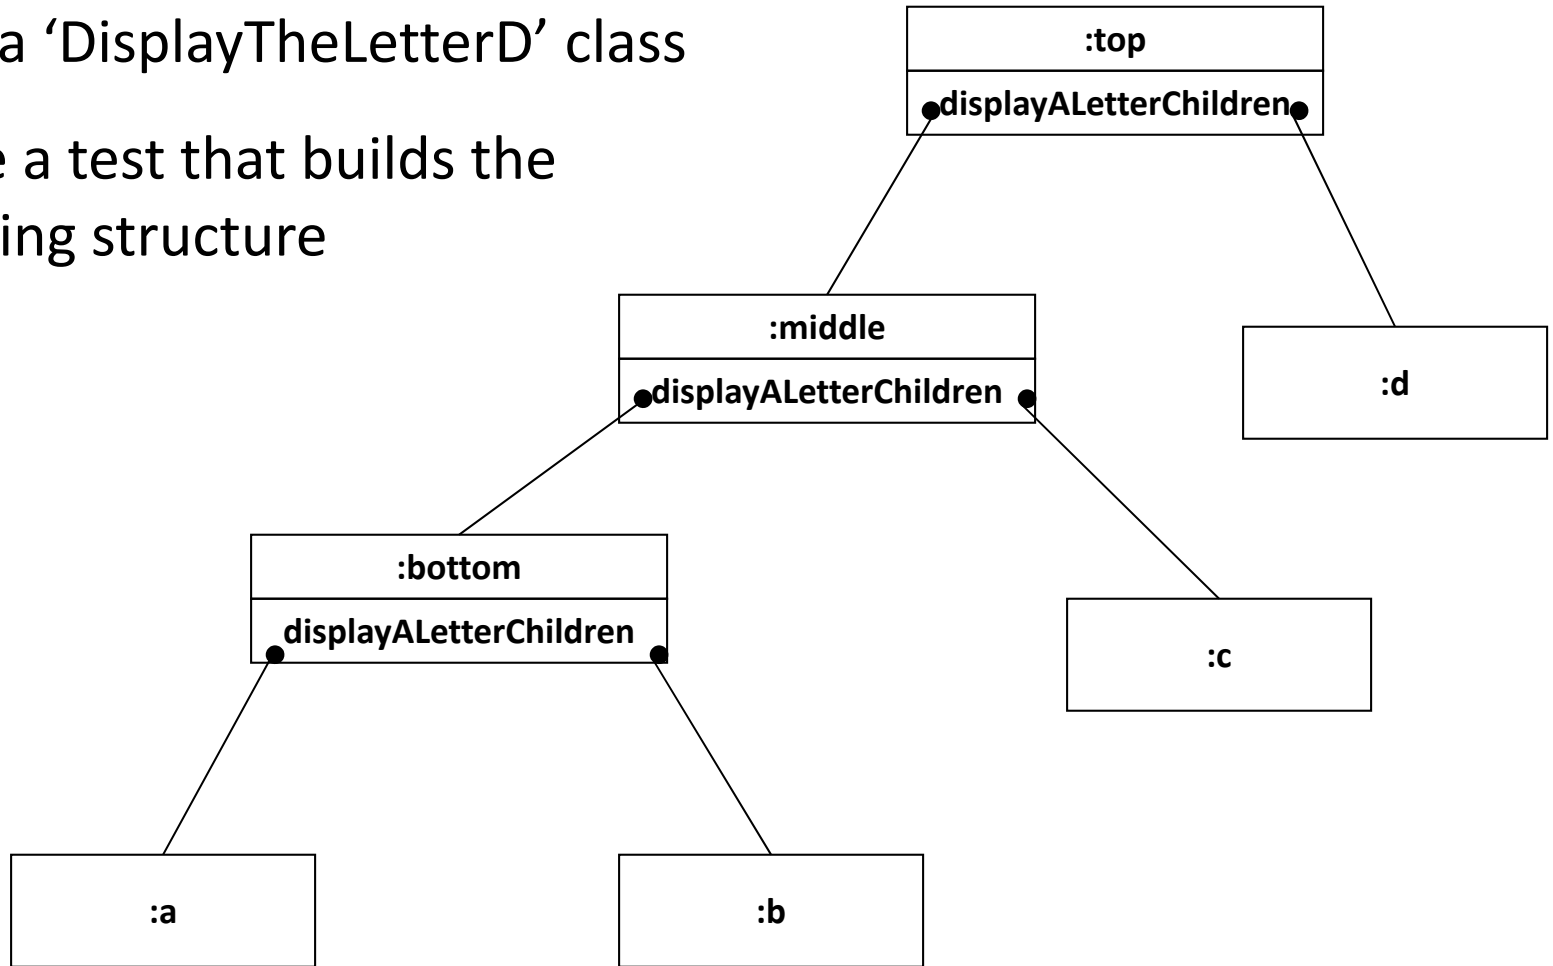 a ‘DisplayTheLetterD’ class
e a test that builds the
ing structure
:top
displayALetterChildren
:middle
displayALetterChildren
:d
:bottom
displayALetterChildren
:c
:a
:b